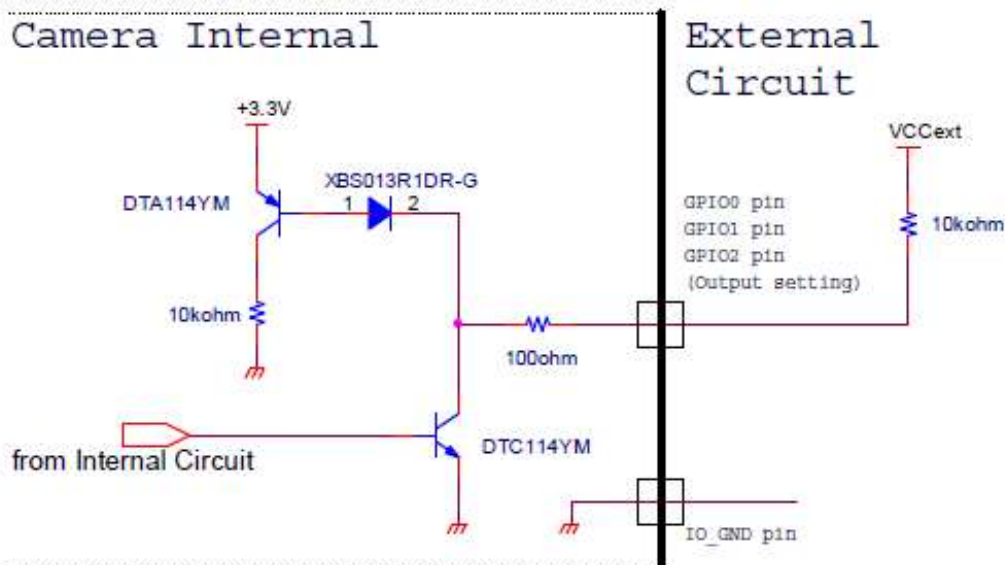 Camera Internal
External
Circuit
+3.3V
VCCext
XBS013R1DR-G
DTA114YM
1
2
GPIO0 pin
GPIO1 pin
GPIO2 pin
(Output setting)
10kohm
10kohm
100ohm
DTC114YM
from Internal Circuit
IO_GND pin